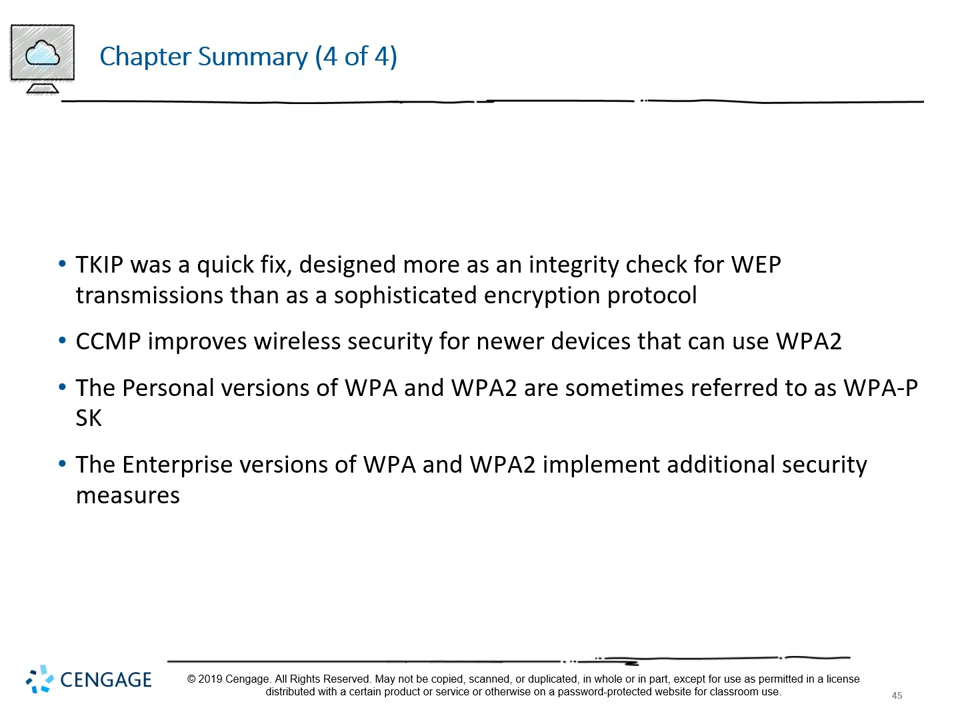 Chapter Summary (4 of 4)
• TKIP was a quick fix, designed more as an integrity check for WEP
transmissions than as a sophisticated encryption protocol
• CCMP improves wireless security for newer devices that can use WPA2
• The Personal versions of WPA and WPA2 are sometimes referred to as WPA-P
SK
• The Enterprise versions of WPA and WPA2 implement additional security
measures
CENGAGE
© 2019 Cengage. All Rights Reserved. May not be copied, scanned, or duplicated, in whole or in part, except for use as permitted in a license
distributed with a certain product or service or otherwise on a password-protected website for classroom use.
45